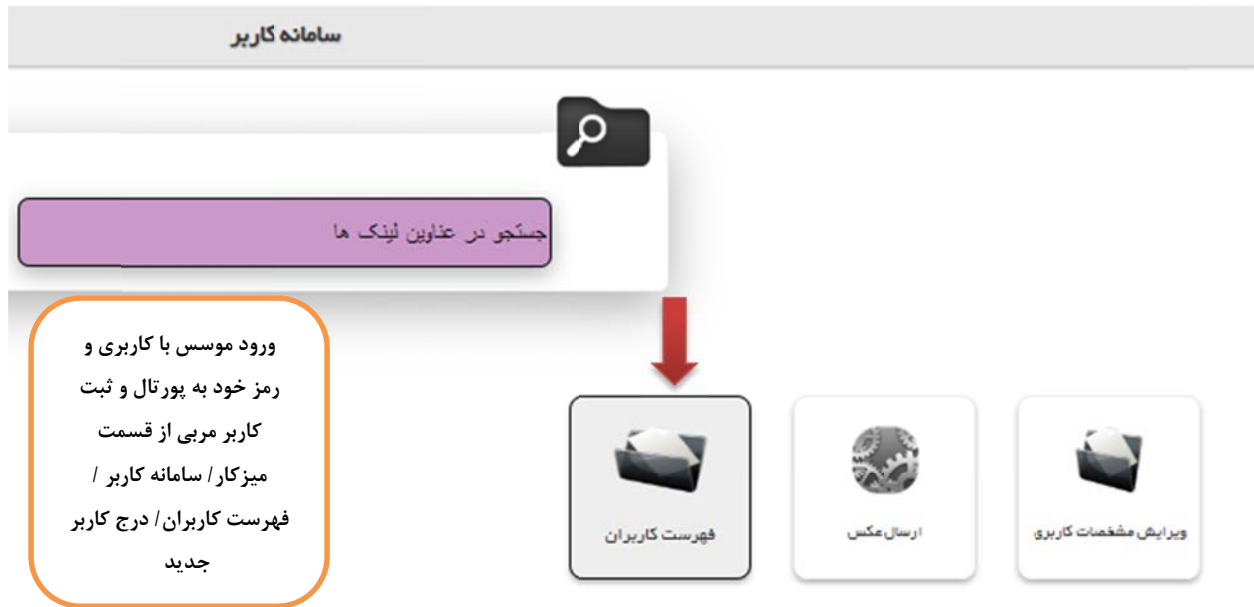 سامانه کاربر
جستجو در عناوین لینک ها
ورود موسس با کاربری و
رمز خود به پورتال و ثبت
کاربر مربی از قسمت
میزکار/ سامانه کاربر /
فهرست کاربران/ درج کاربر
جدید
ویرایش مشخصات کاربری
ارسال عکس
فهرست کاربران